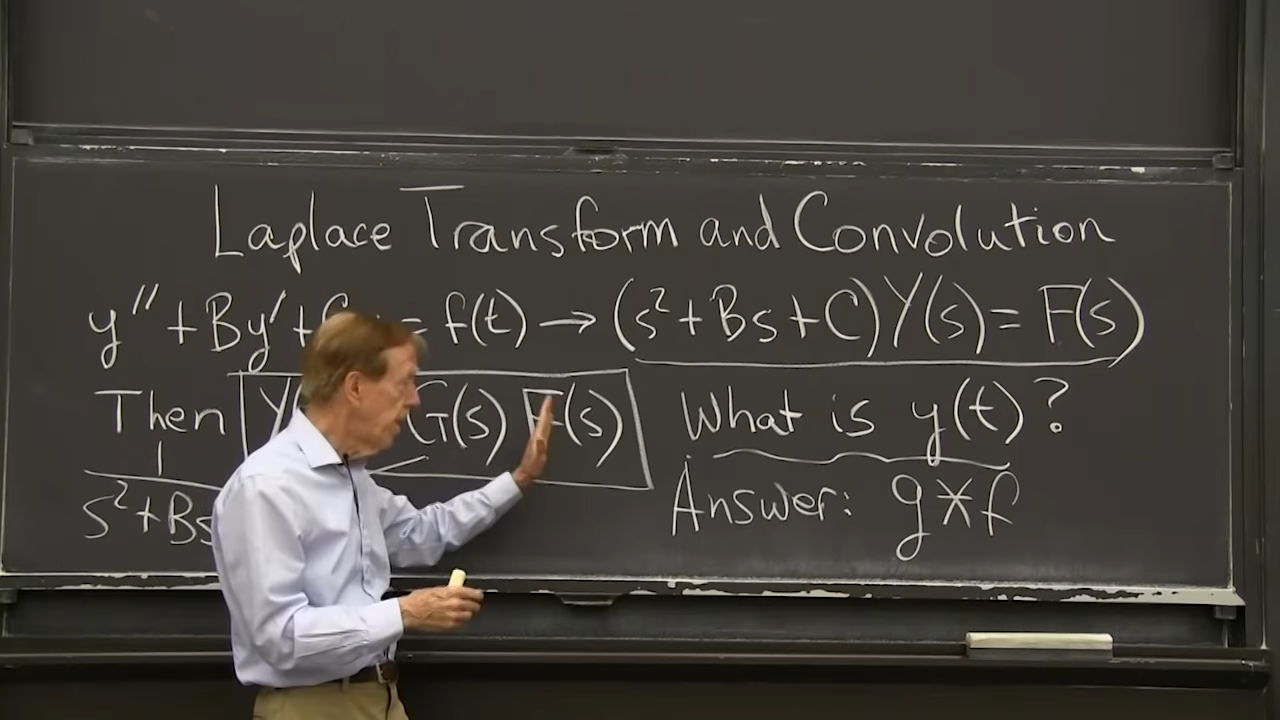 Laplace Transform and Convolution
y″ + By′ + C = f(t) → (s² + Bs + C) Y(s) = F(s)
Then Y( G(s) F(s) What is y(t)?
1
s² + Bs Answer: g * f